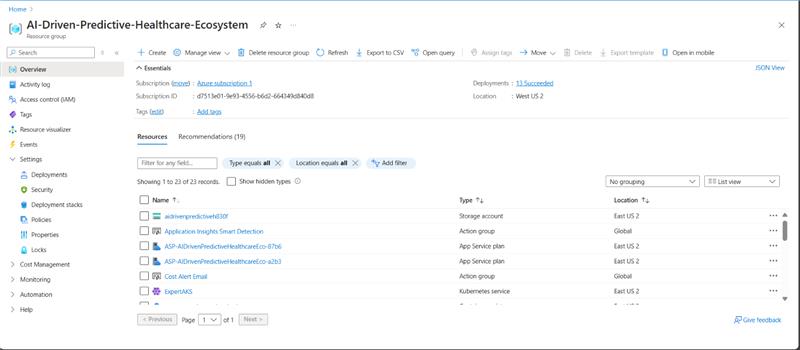 Home >
AI-Driven-Predictive-Healthcare-Ecosystem
Resource group
Search
Overview
Activity log
Access control (IAM)
Tags
Resource visualizer
Events
Settings
Deployments
Security
Deployment stacks
Policies
Properties
Locks
Cost Management
Monitoring
Automation
Help
Create Manage view Delete resource group Refresh Export to CSV Open query Assign tags Move Delete Export template Open in mobile
Essentials JSON View
Subscription (move) : Azure subscription 1 Deployments : 13 Succeeded
Subscription ID : d7513e01-9e93-4556-b6d2-664349d840d8 Location : West US 2
Tags (edit) : Add tags
Resources Recommendations (19)
Filter for any field... Type equals all Location equals all Add filter
Showing 1 to 23 of 23 records. Show hidden types No grouping List view
Name Type Location
aidrivenpredictiveh830f Storage account East US 2
Application Insights Smart Detection Action group Global
ASP-AIDrivenPredictiveHealthcareEco-87b6 App Service plan East US 2
ASP-AIDrivenPredictiveHealthcareEco-a2b3 App Service plan East US 2
Cost Alert Email Action group Global
ExpertAKS Kubernetes service East US 2
< Previous Page 1 of 1 Next > Give feedback